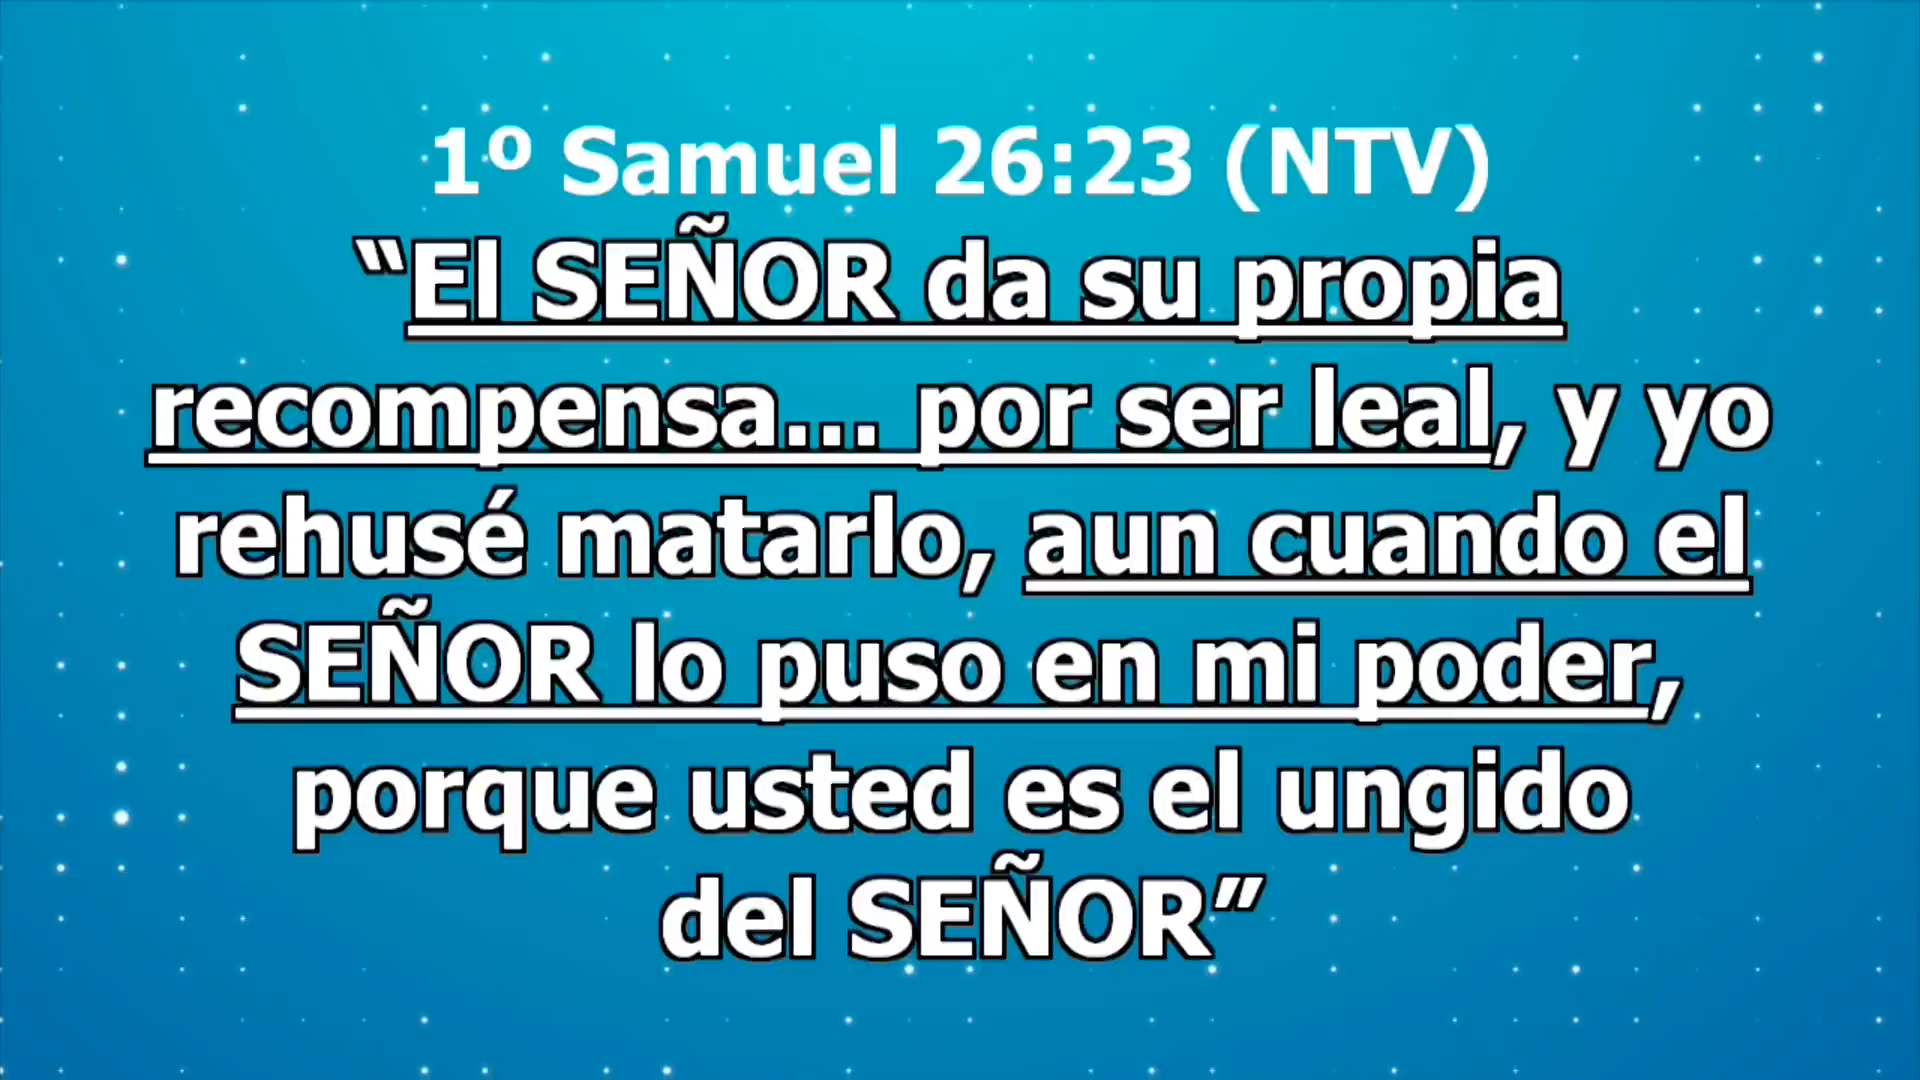 1º Samuel 26:23 (NTV)
“El SEÑOR da su propia
recompensa... por ser leal, y yo
rehusé matarlo, aun cuando el
SEÑOR lo puso en mi poder,
porque usted es el ungido
del SEÑOR”